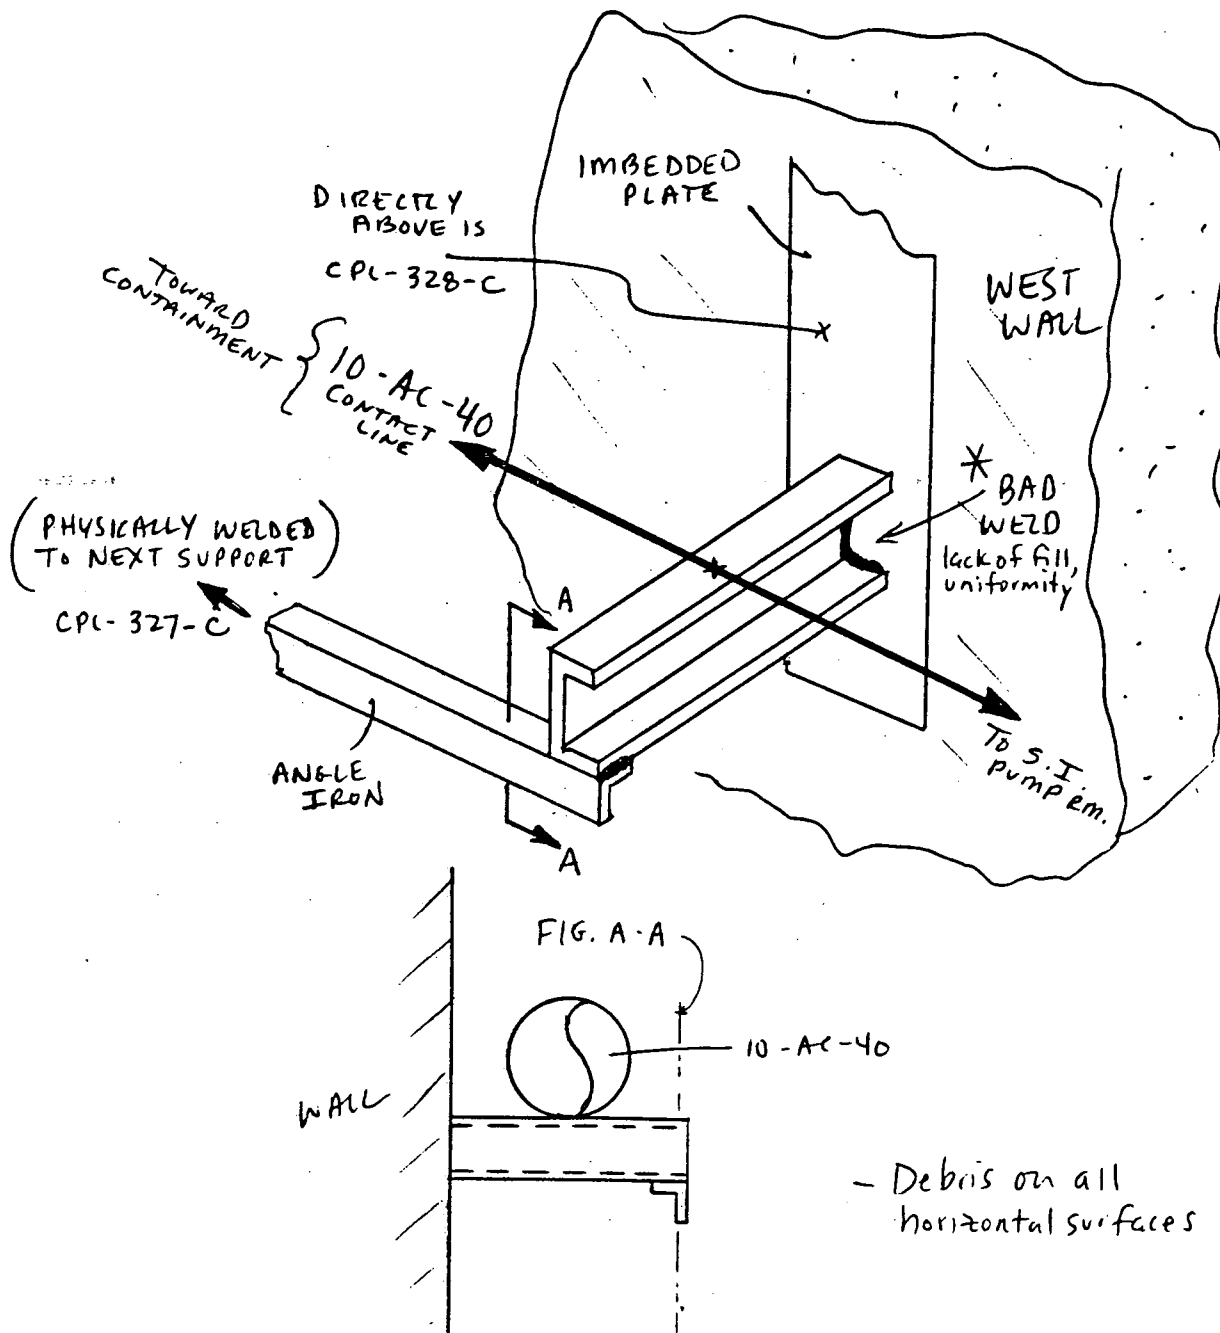 IMBEDDED
PLATE
DIRECTLY
ABOVE IS
CPC-328-C
WEST
WALL
TOWARD
CONTAINMENT
10-AC-40
CONTACT
LINE
* BAD
WELD
lack of fill,
uniformity
(PHYSICALLY WELDED
TO NEXT SUPPORT)
CPC-327-C
A
ANGLE
IRON
TO S.I.
PUMP RM.
A
FIG. A-A
10-AC-40
WALL
- Debris on all
horizontal surfaces